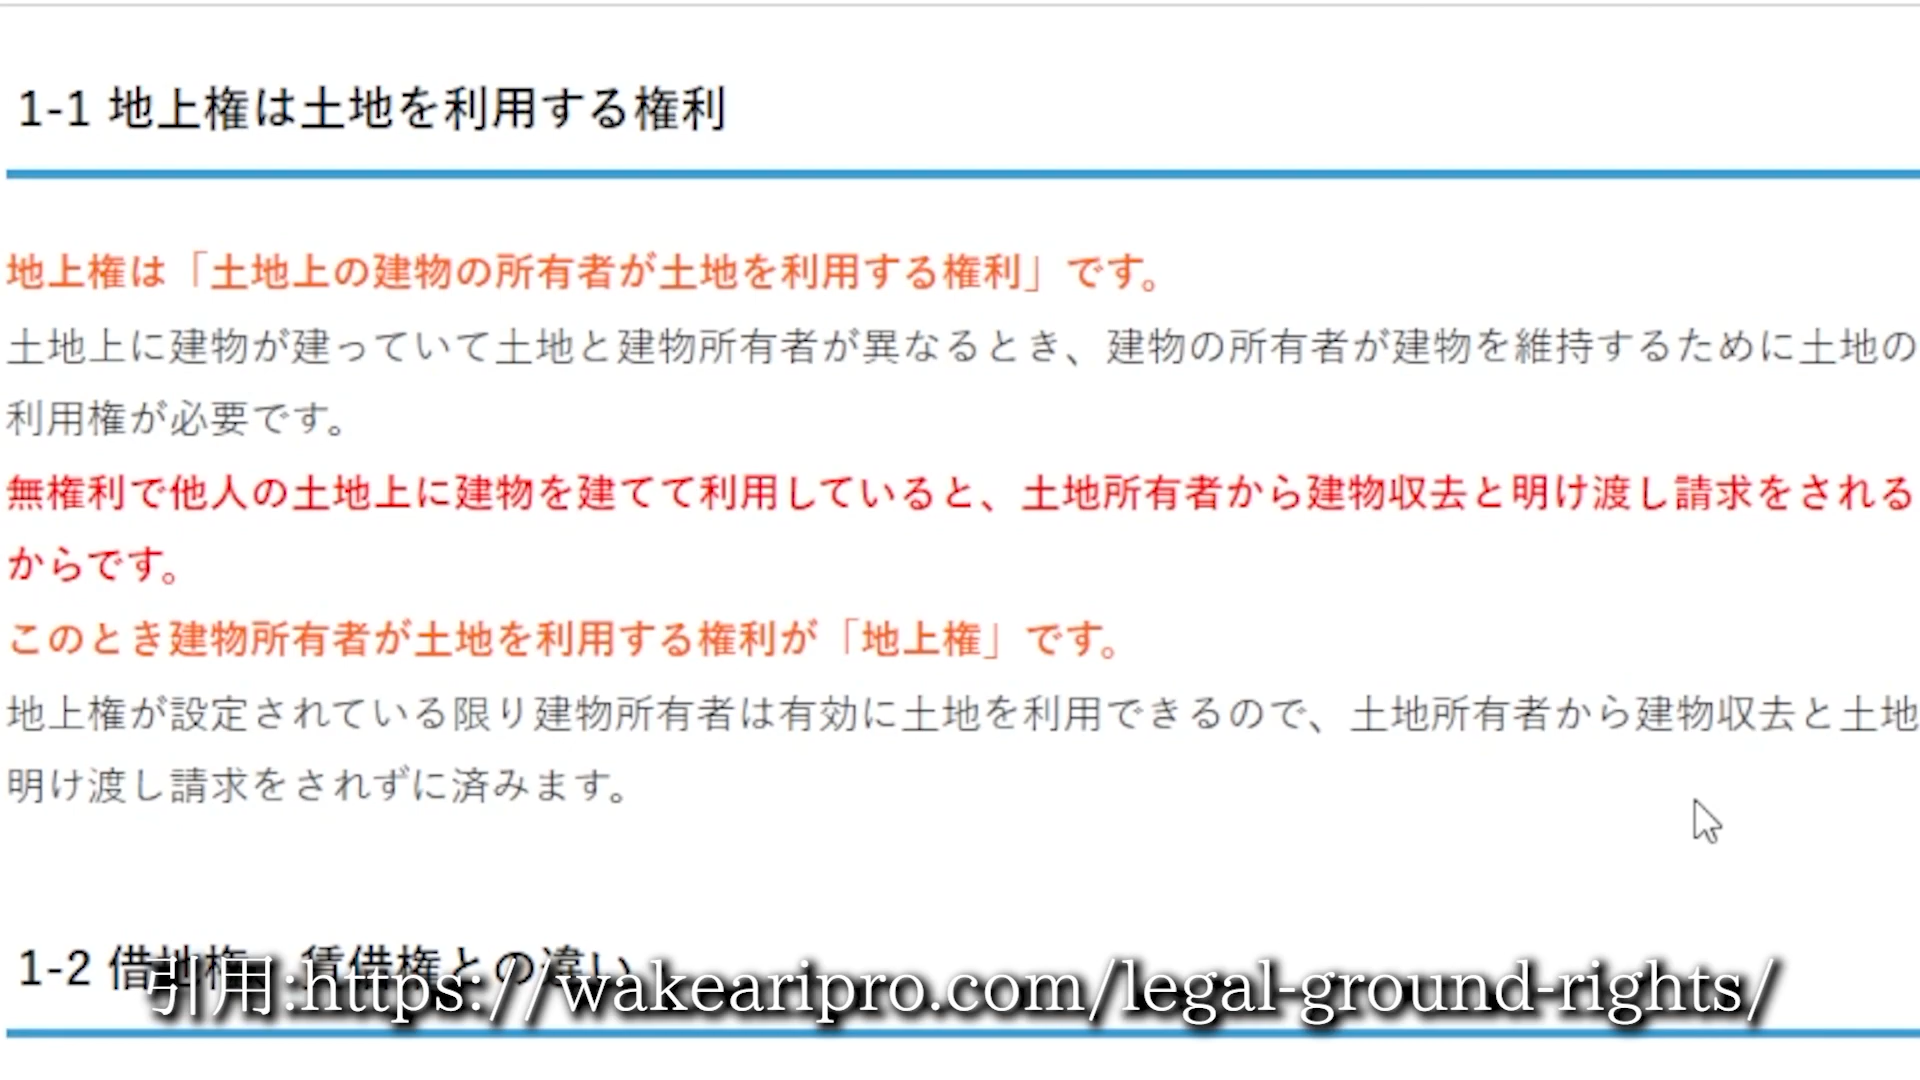 1-1 地上権は土地を利用する権利
地上権は「土地上の建物の所有者が土地を利用する権利」です。
土地上に建物が建っていて土地と建物所有者が異なるとき、建物の所有者が建物を維持するために土地の
利用権が必要です。
無権利で他人の土地上に建物を建てて利用していると、土地所有者から建物収去と明け渡し請求をされる
からです。
このとき建物所有者が土地を利用する権利が「地上権」です。
地上権が設定されている限り建物所有者は有効に土地を利用できるので、土地所有者から建物収去と土地
明け渡し請求をされずに済みます。
1-2 借地権、賃借権との違い
引用:https://wakearipro.com/legal-ground-rights/